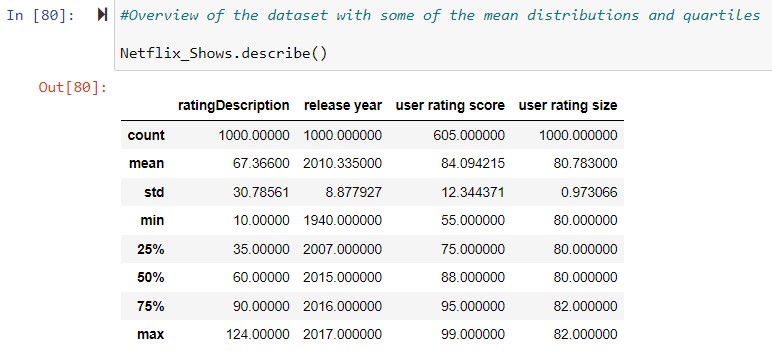 In [80]: #Overview of the dataset with some of the mean distributions and quartiles
Netflix_Shows.describe()
Out[80]:
ratingDescription release year user rating score user rating size
count 1000.00000 1000.000000 605.000000 1000.000000
mean 67.36600 2010.335000 84.094215 80.783000
std 30.78561 8.877927 12.344371 0.973066
min 10.00000 1940.000000 55.000000 80.000000
25% 35.00000 2007.000000 75.000000 80.000000
50% 60.00000 2015.000000 88.000000 80.000000
75% 90.00000 2016.000000 95.000000 82.000000
max 124.00000 2017.000000 99.000000 82.000000